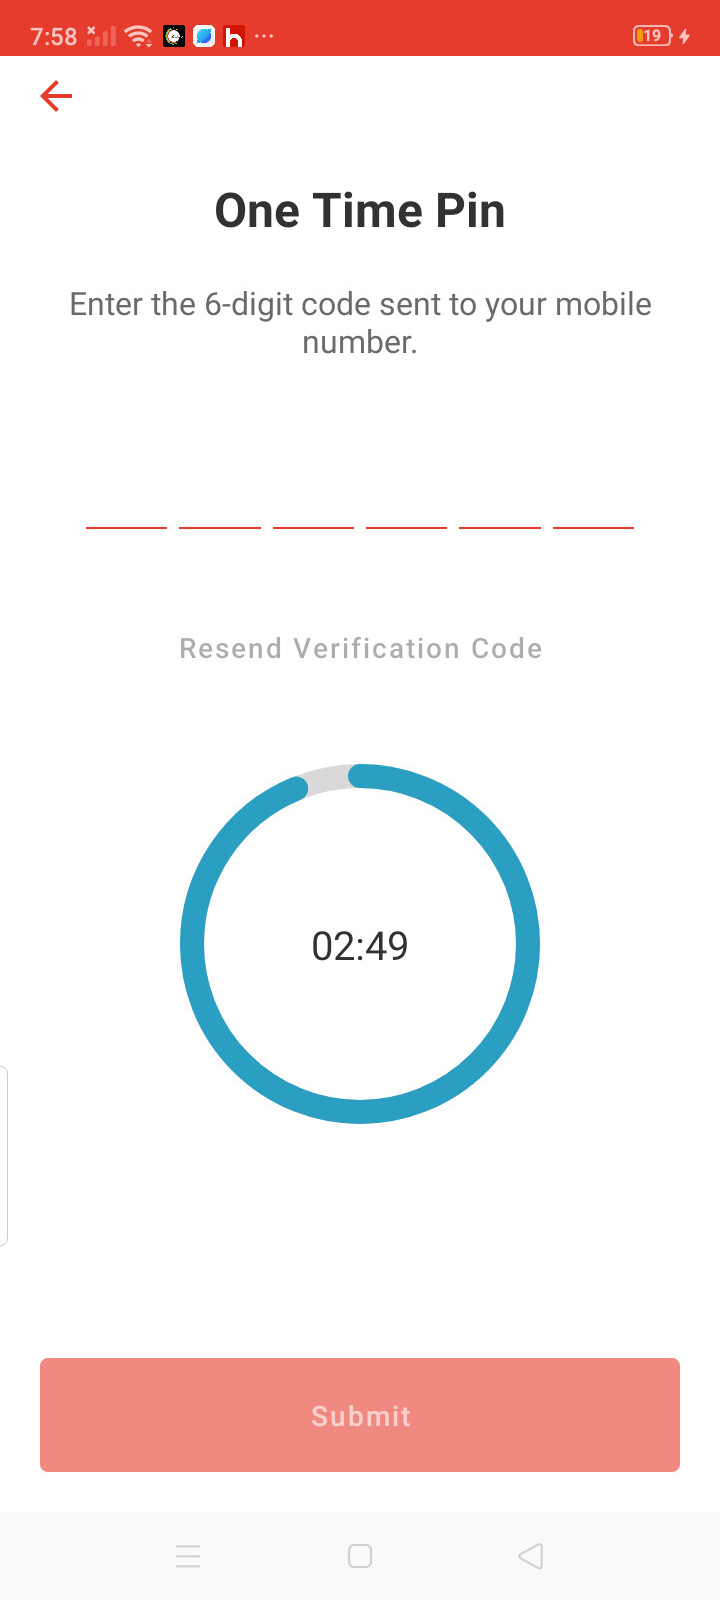 7:58
19
One Time Pin
Enter the 6-digit code sent to your mobile
number.
Resend Verification Code
02:49
Submit